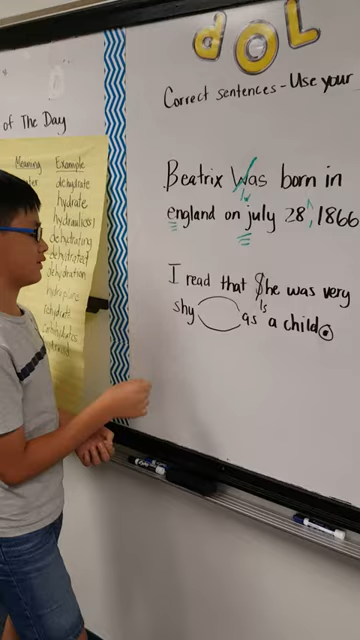 DOL
Correct sentences - Use your
of The Day
Meaning Example
dehydrate
hydrate
hydraulics
dehydrating
dehydrated
dehydration
hydroplane
rehydrate
Beatrix Was born in
england on july 28, 1866
I read that She was very
shy as a child.